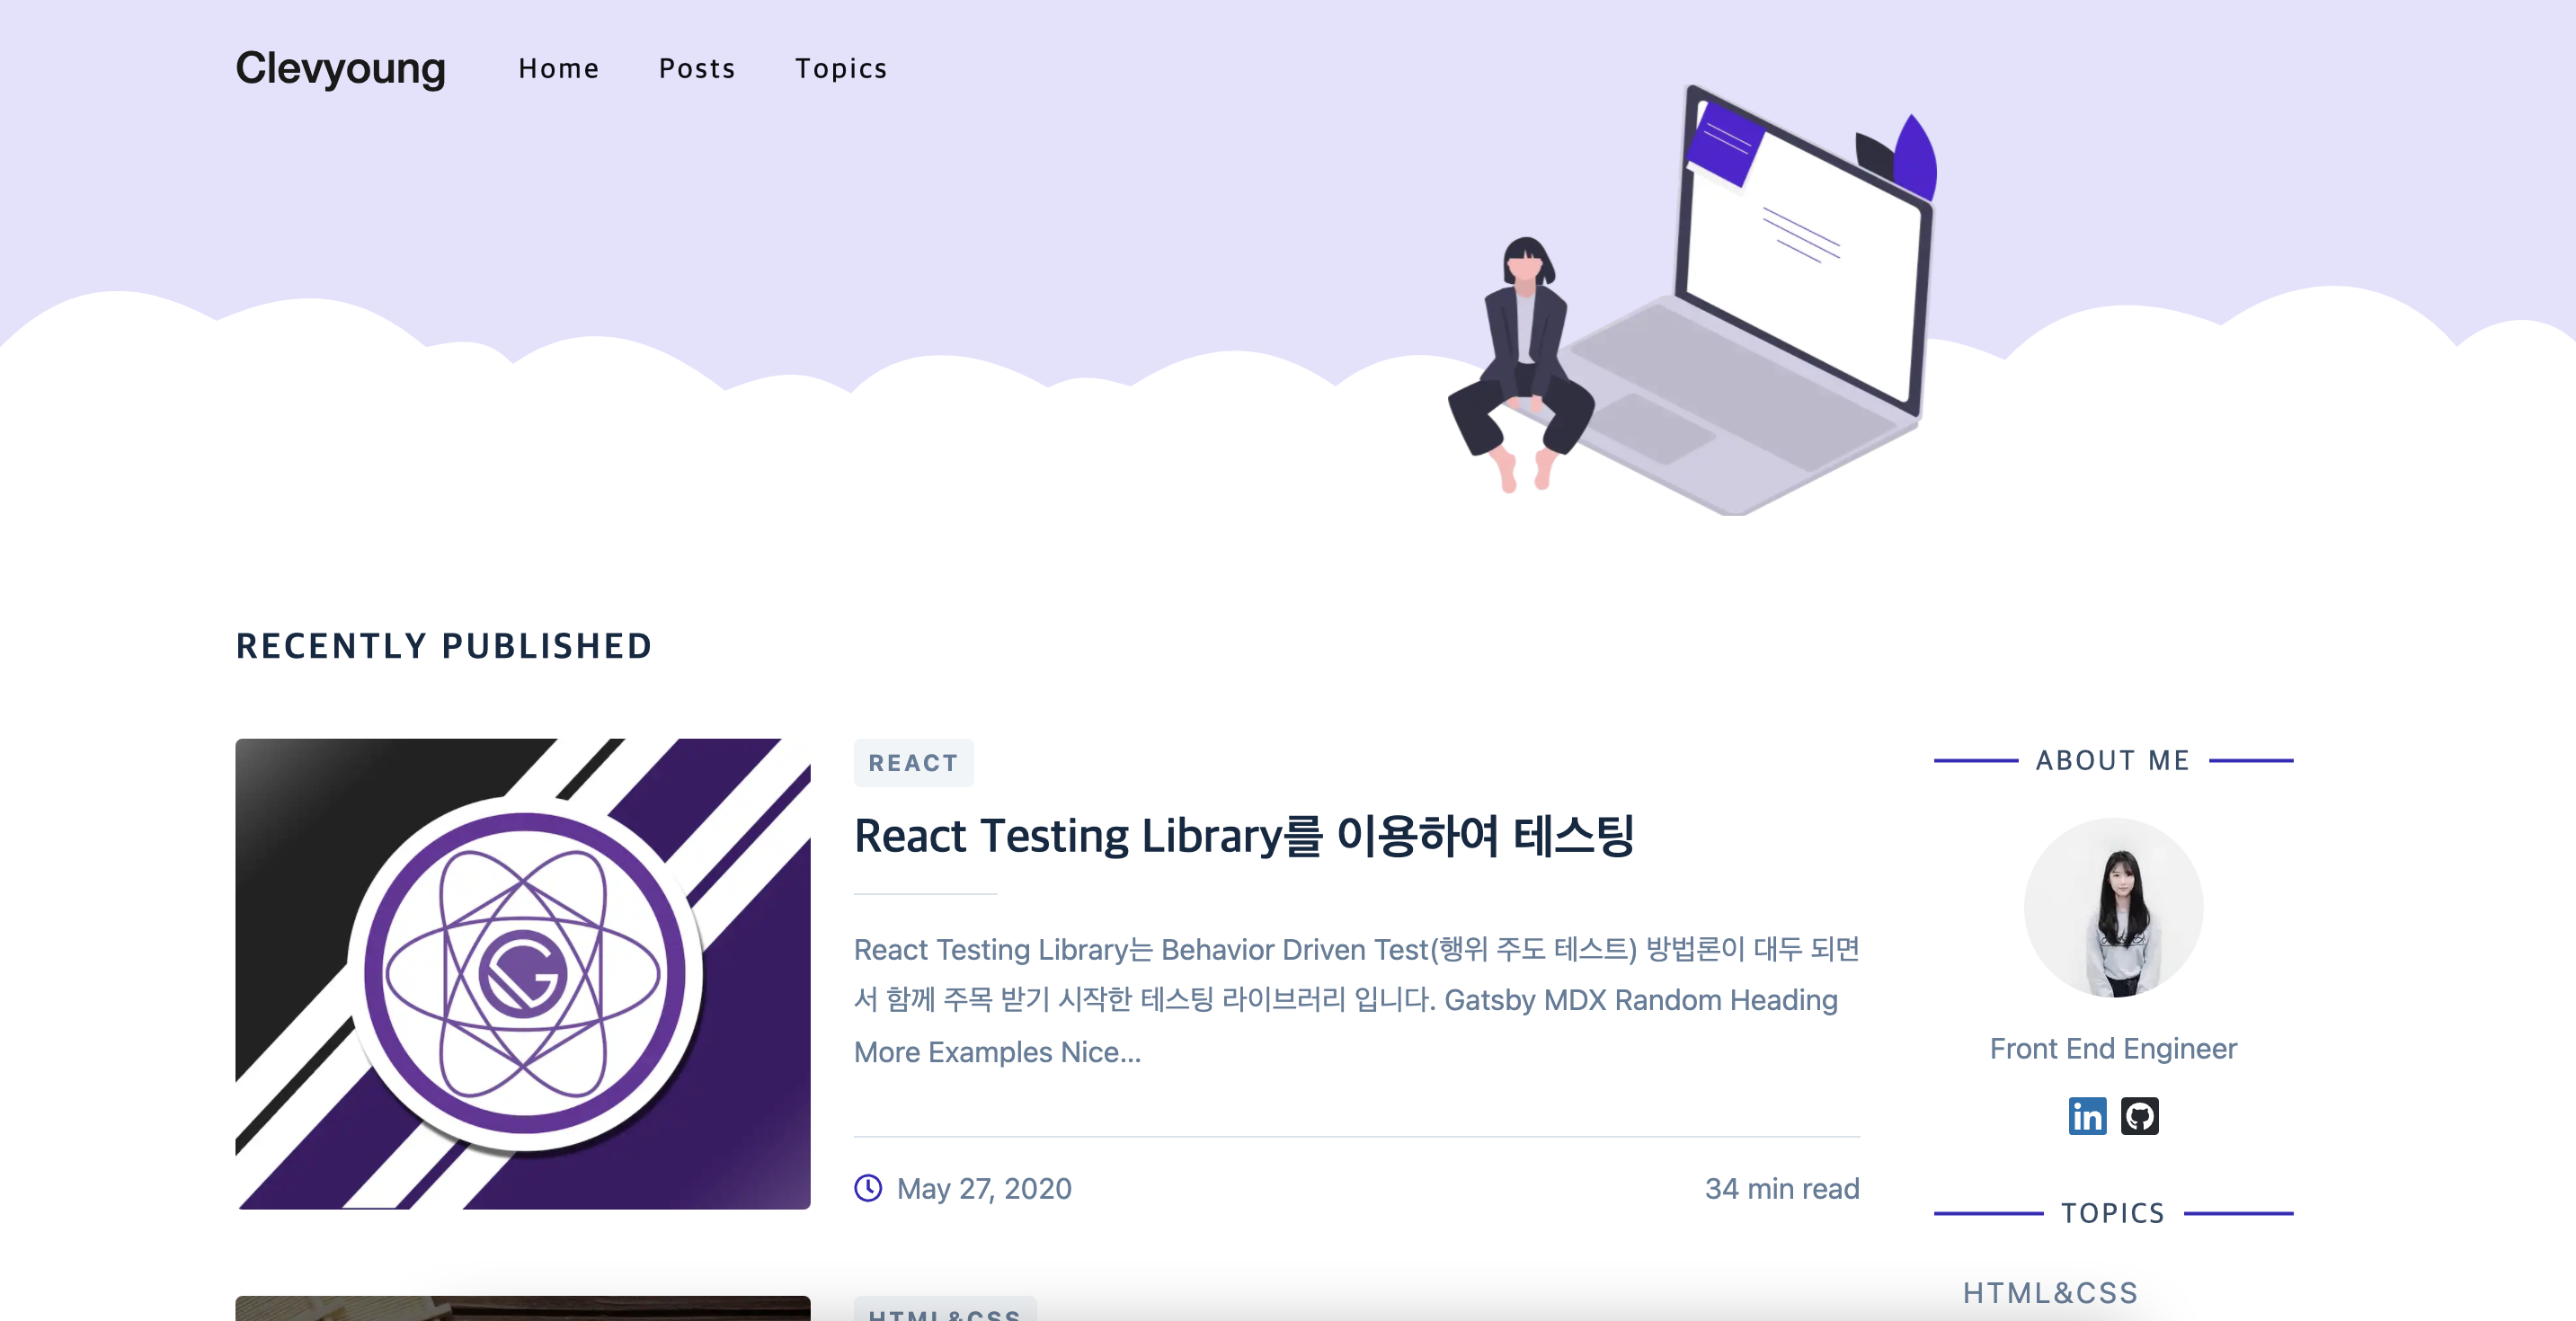 Clevyoung
Home
Posts
Topics
RECENTLY PUBLISHED
REACT
React Testing Library를 이용하여 테스팅
React Testing Library는 Behavior Driven Test(행위 주도 테스트) 방법론이 대두 되면
서 함께 주목 받기 시작한 테스팅 라이브러리 입니다. Gatsby MDX Random Heading
More Examples Nice...
May 27, 2020
34 min read
HTML&CSS
ABOUT ME
Front End Engineer
in
TOPICS
HTML&CSS